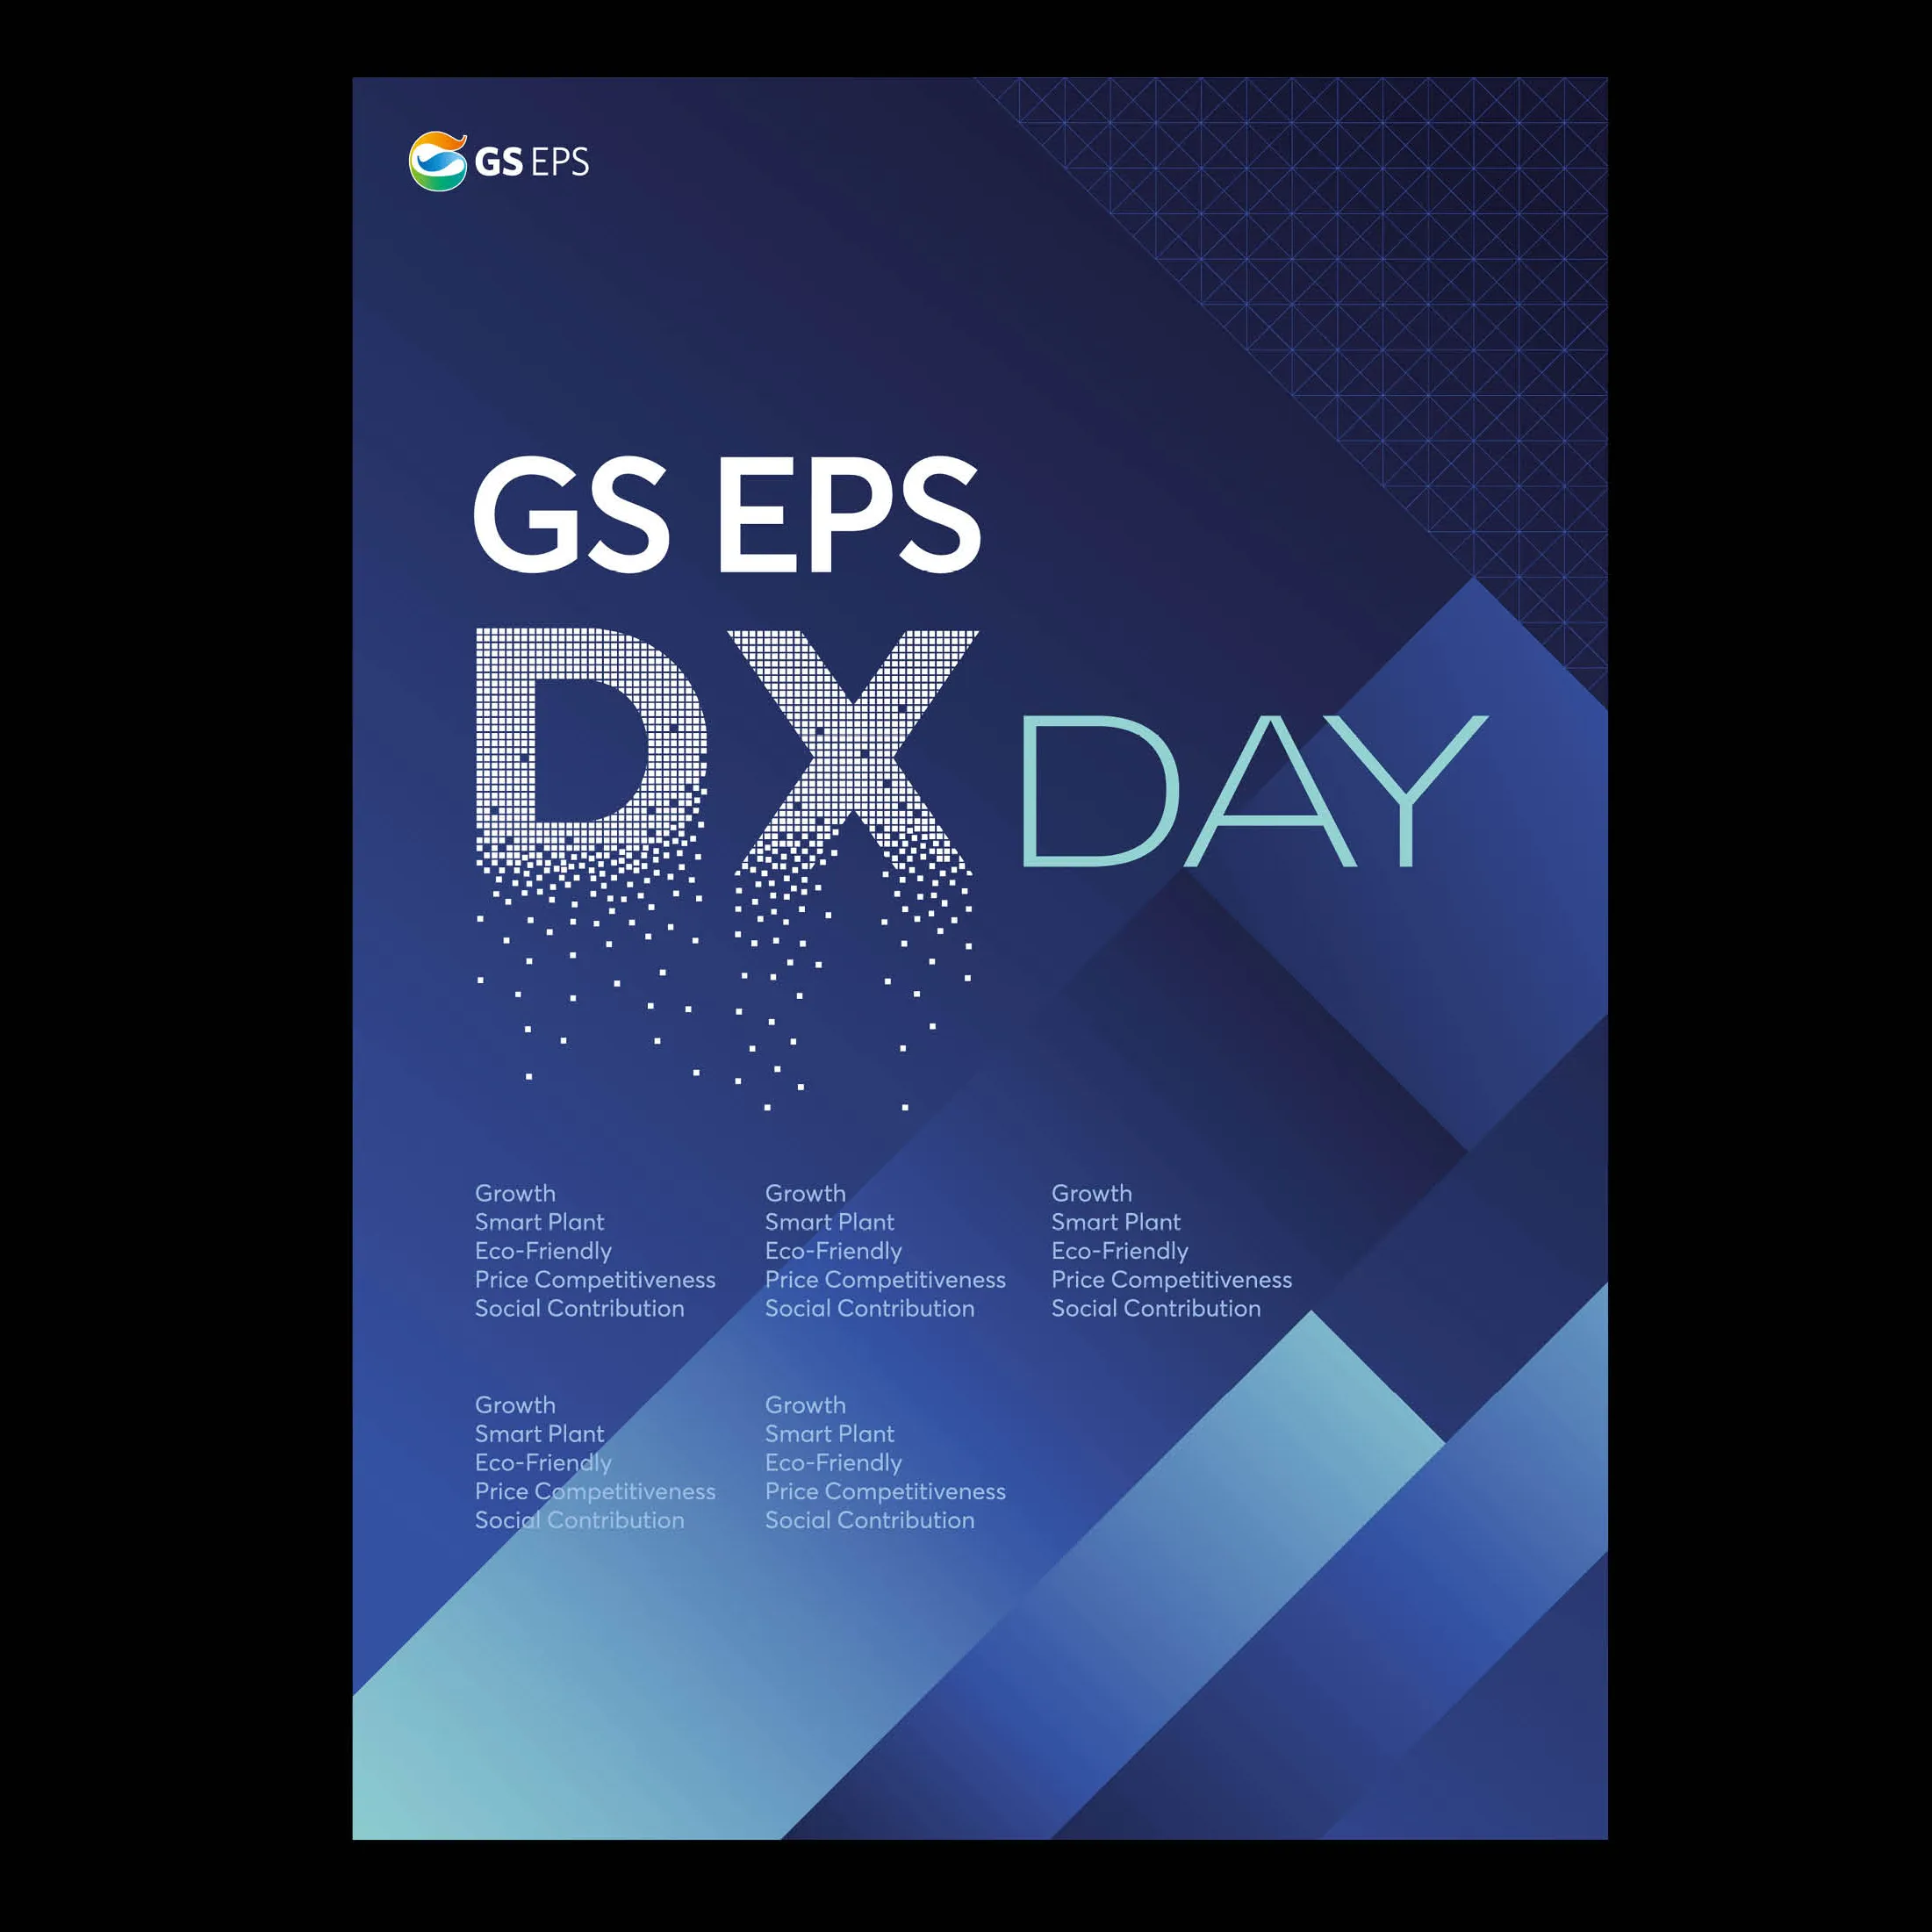 GS EPS
GS EPS
DX DAY
Growth
Smart Plant
Eco-Friendly
Price Competitiveness
Social Contribution
Growth
Smart Plant
Eco-Friendly
Price Competitiveness
Social Contribution
Growth
Smart Plant
Eco-Friendly
Price Competitiveness
Social Contribution
Growth
Smart Plant
Eco-Friendly
Price Competitiveness
Social Contribution
Growth
Smart Plant
Eco-Friendly
Price Competitiveness
Social Contribution